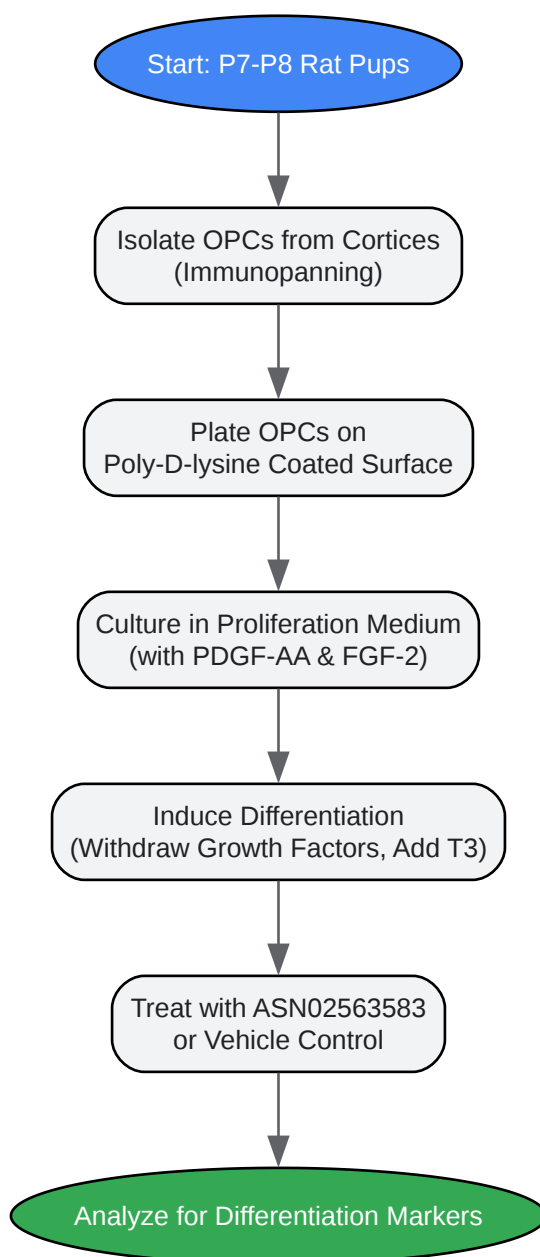 Start: P7-P8 Rat Pups
Isolate OPCs from Cortices
(Immunopanning)
Plate OPCs on
Poly-D-lysine Coated Surface
Culture in Proliferation Medium
(with PDGF-AA & FGF-2)
Induce Differentiation
(Withdraw Growth Factors, Add T3)
Treat with ASN02563583
or Vehicle Control
Analyze for Differentiation Markers